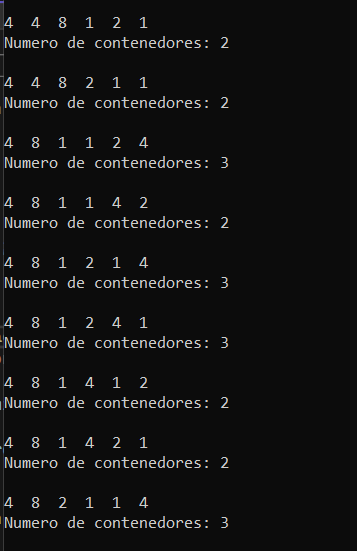 4  4  8  1  2  1
Numero de contenedores: 2
4  4  8  2  1  1
Numero de contenedores: 2
4  8  1  1  2  4
Numero de contenedores: 3
4  8  1  1  4  2
Numero de contenedores: 2
4  8  1  2  1  4
Numero de contenedores: 3
4  8  1  2  4  1
Numero de contenedores: 3
4  8  1  4  1  2
Numero de contenedores: 2
4  8  1  4  2  1
Numero de contenedores: 2
4  8  2  1  1  4
Numero de contenedores: 3